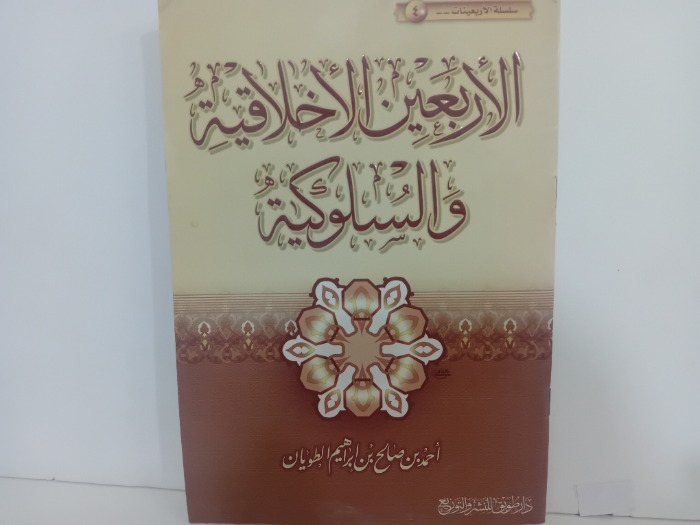 سلسلة الأربعينات -- ٤
الأربعين الأخلاقية
والسلوكية
أحمد بن صالح بن إبراهيم الطويان
دار طويق للنشر والتوزيع